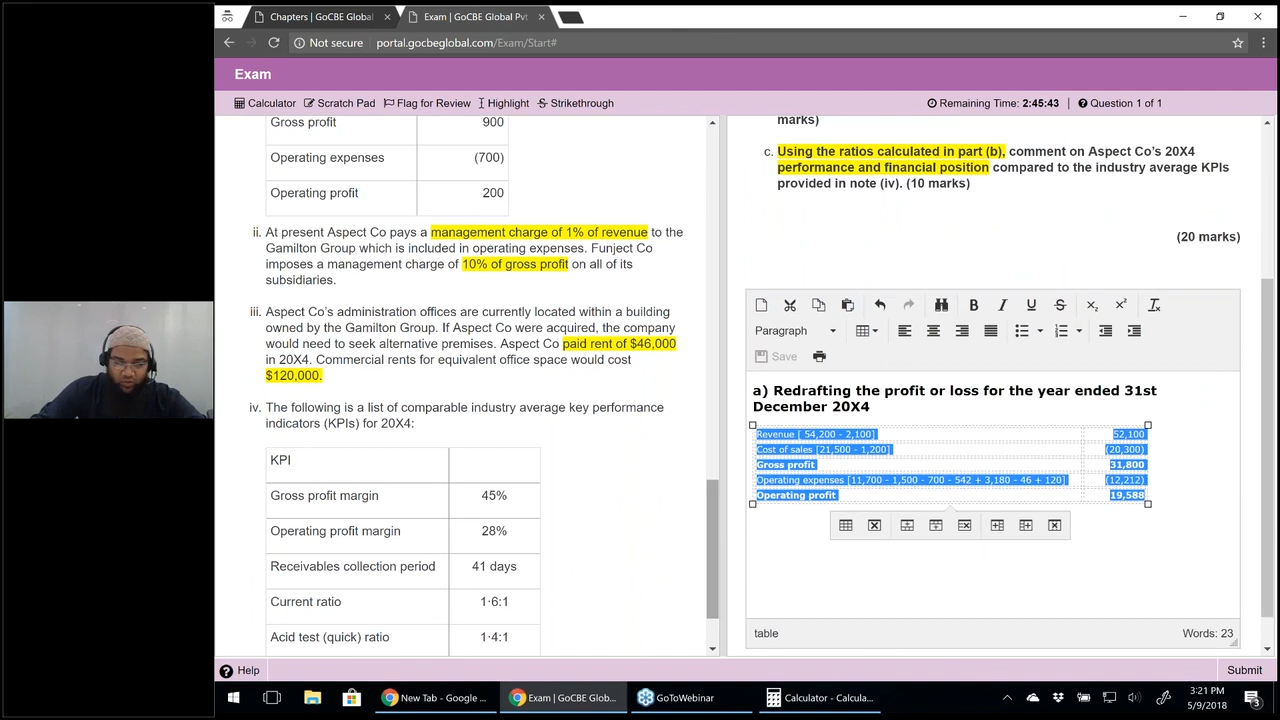 Chapters | GoCBE Global
Exam | GoCBE Global Pvt
Not secure
portal.gocbeglobal.com/Exam/Start#
Exam
Calculator
Scratch Pad
Flag for Review
Highlight
Strikethrough
Remaining Time: 2:45:43
Question 1 of 1
Gross profit 900
Operating expenses (700)
Operating profit 200
ii. At present Aspect Co pays a management charge of 1% of revenue to the
Gamilton Group which is included in operating expenses. Funject Co
imposes a management charge of 10% of gross profit on all of its
subsidiaries.
iii. Aspect Co's administration offices are currently located within a building
owned by the Gamilton Group. If Aspect Co were acquired, the company
would need to seek alternative premises. Aspect Co paid rent of $46,000
in 20X4. Commercial rents for equivalent office space would cost
$120,000.
iv. The following is a list of comparable industry average key performance
indicators (KPIs) for 20X4:
KPI
Gross profit margin 45%
Operating profit margin 28%
Receivables collection period 41 days
Current ratio 1·6:1
Acid test (quick) ratio 1·4:1
marks)
c. Using the ratios calculated in part (b), comment on Aspect Co's 20X4
performance and financial position compared to the industry average KPIs
provided in note (iv). (10 marks)
(20 marks)
Paragraph
Save
a) Redrafting the profit or loss for the year ended 31st
December 20X4
Revenue [ 54,200 - 2,100] 52,100
Cost of sales [21,500 - 1,200] (20,300)
Gross profit 31,800
Operating expenses [11,700 - 1,500 - 700 - 542 + 3,180 - 46 + 120] (12,212)
Operating profit 19,588
table
Words: 23
Help
Submit
New Tab - Google ...
Exam | GoCBE Glob...
GoToWebinar
Calculator - Calcula...
3:21 PM
5/9/2018
3